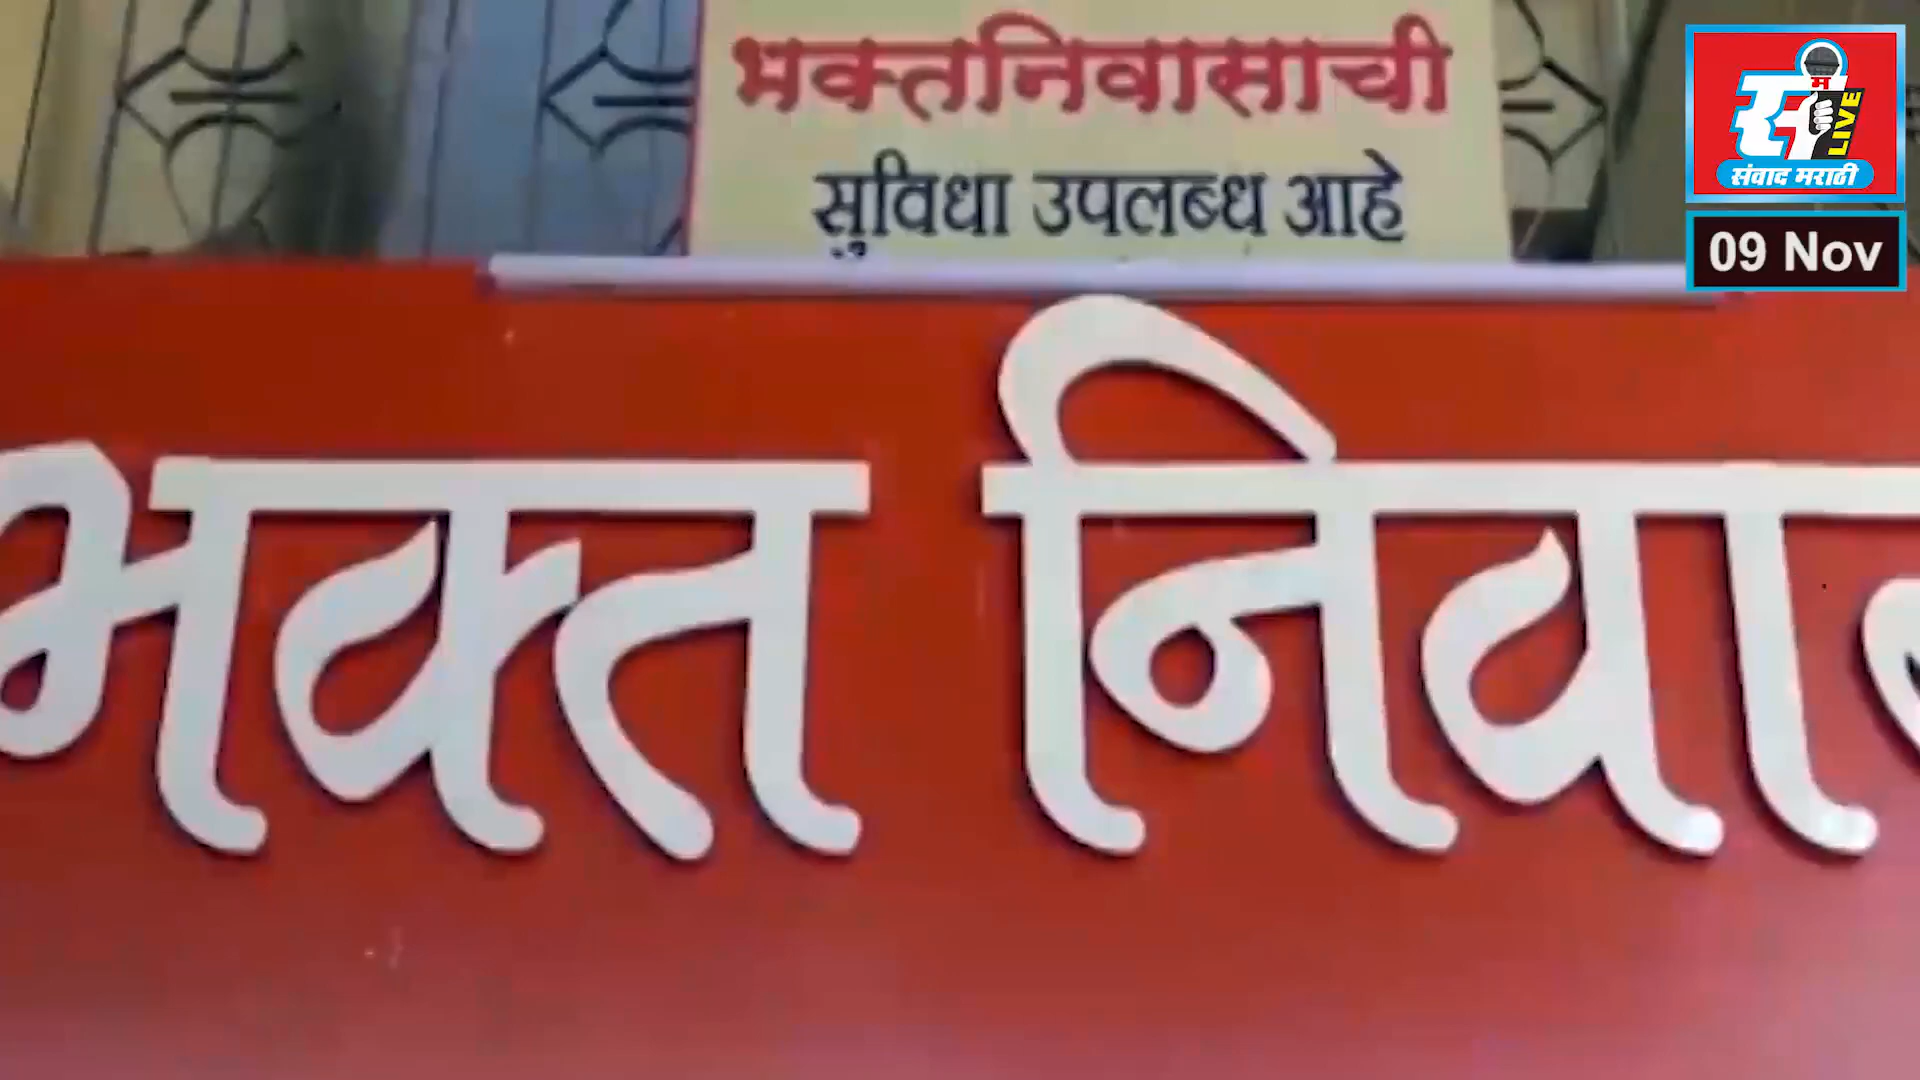 भक्तनिवासाची
सुविधा उपलब्ध आहे
LIVE
संवाद मराठी
09 Nov
भक्त निवा